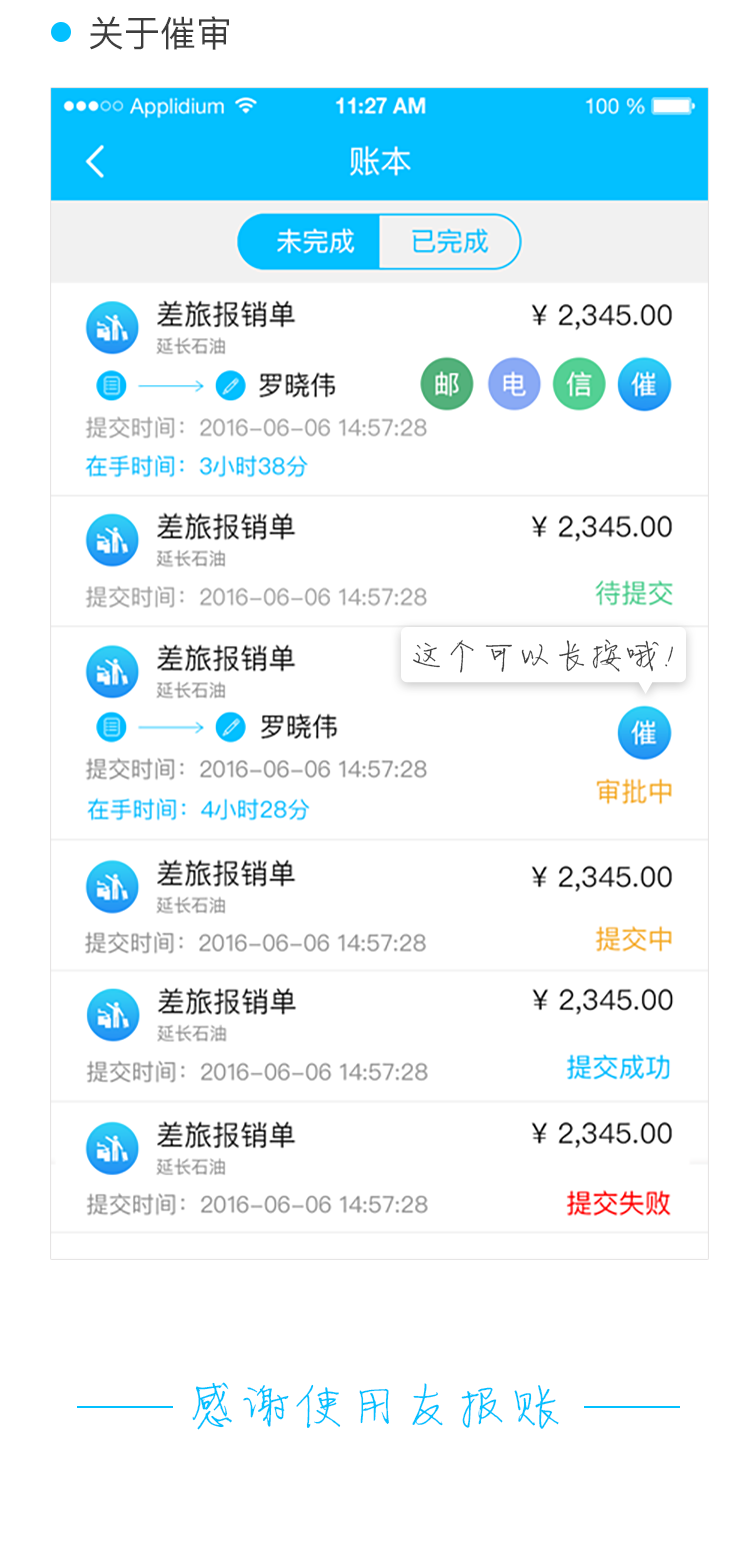 关于催审
Applidium 11:27 AM 100 %
账本
未完成 已完成
差旅报销单 ¥ 2,345.00
延长石油
罗晓伟 邮 电 信 催
提交时间：2016-06-06 14:57:28
在手时间：3小时38分
差旅报销单 ¥ 2,345.00
延长石油
提交时间：2016-06-06 14:57:28 待提交
这个可以长按哦!
差旅报销单
延长石油
罗晓伟 催
提交时间：2016-06-06 14:57:28 审批中
在手时间：4小时28分
差旅报销单 ¥ 2,345.00
延长石油
提交时间：2016-06-06 14:57:28 提交中
差旅报销单 ¥ 2,345.00
延长石油
提交时间：2016-06-06 14:57:28 提交成功
差旅报销单 ¥ 2,345.00
延长石油
提交时间：2016-06-06 14:57:28 提交失败
感谢使用友报账